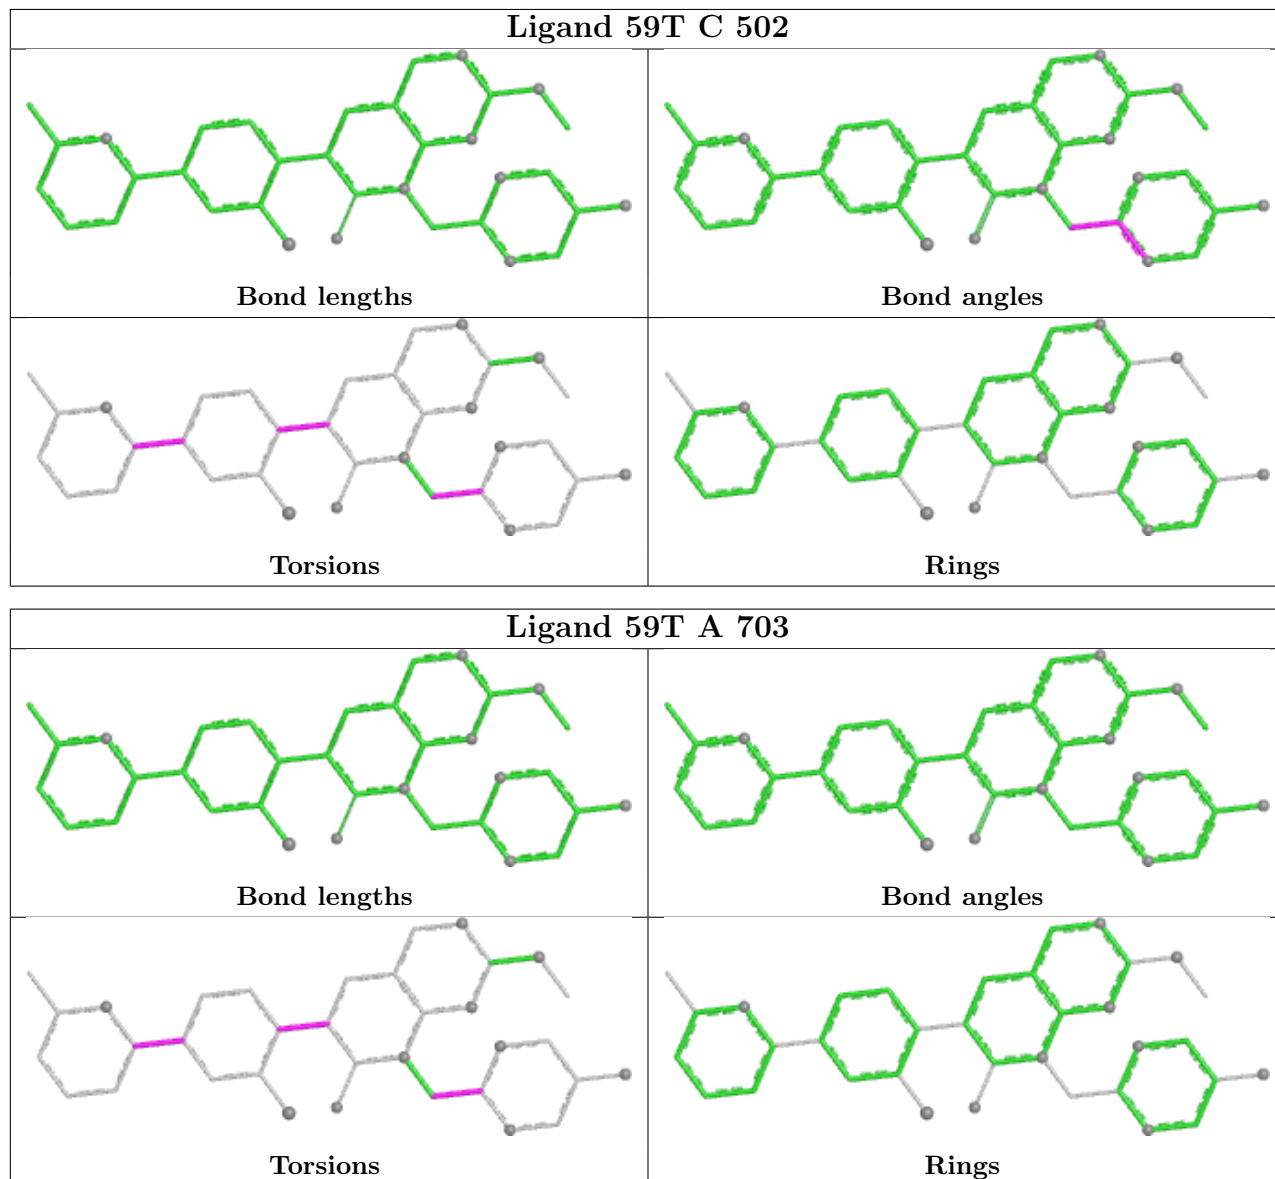 Ligand 59T C 502
Bond lengths
Bond angles
Torsions
Rings
Ligand 59T A 703
Bond lengths
Bond angles
Torsions
Rings